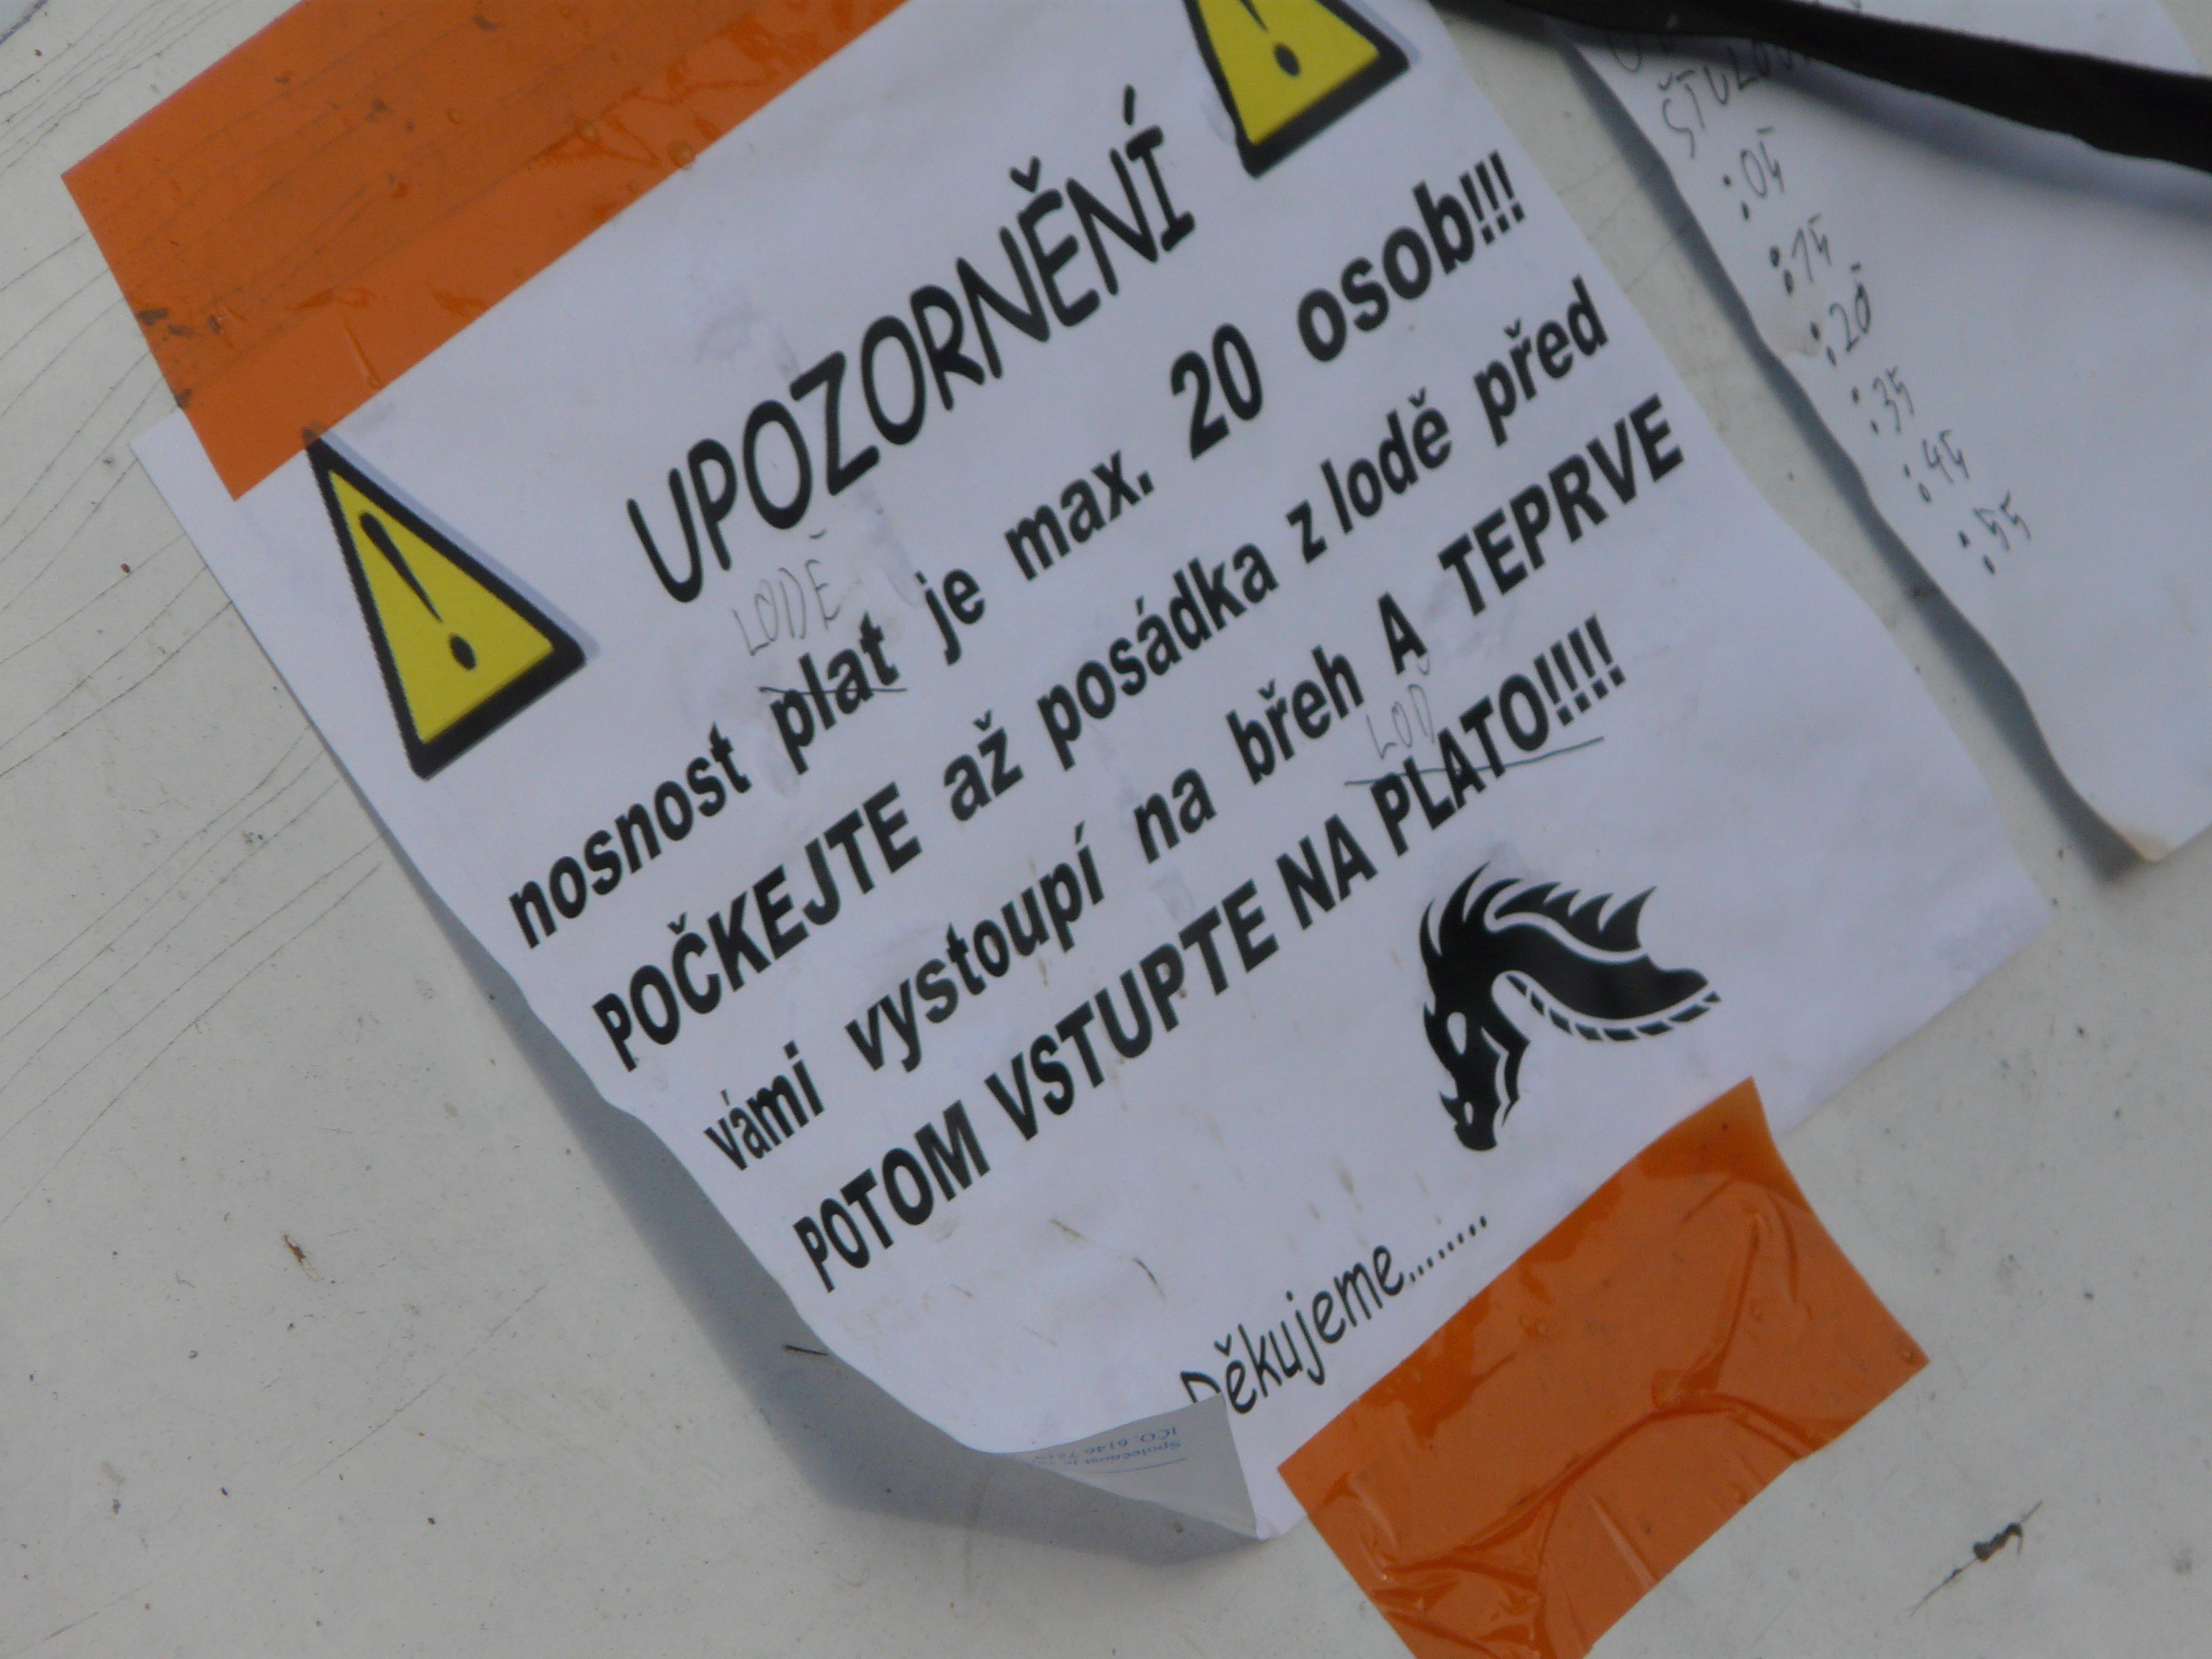 UPOZORNĚNÍ
LODĚ
nosnost plat je max. 20 osob!!!
POČKEJTE až posádka z lodě před
vámi vystoupí na břeh A TEPRVE
LOĎ
POTOM VSTUPTE NA PLATO!!!!
Děkujeme........
:05
:15
:20
:35
:45
:55